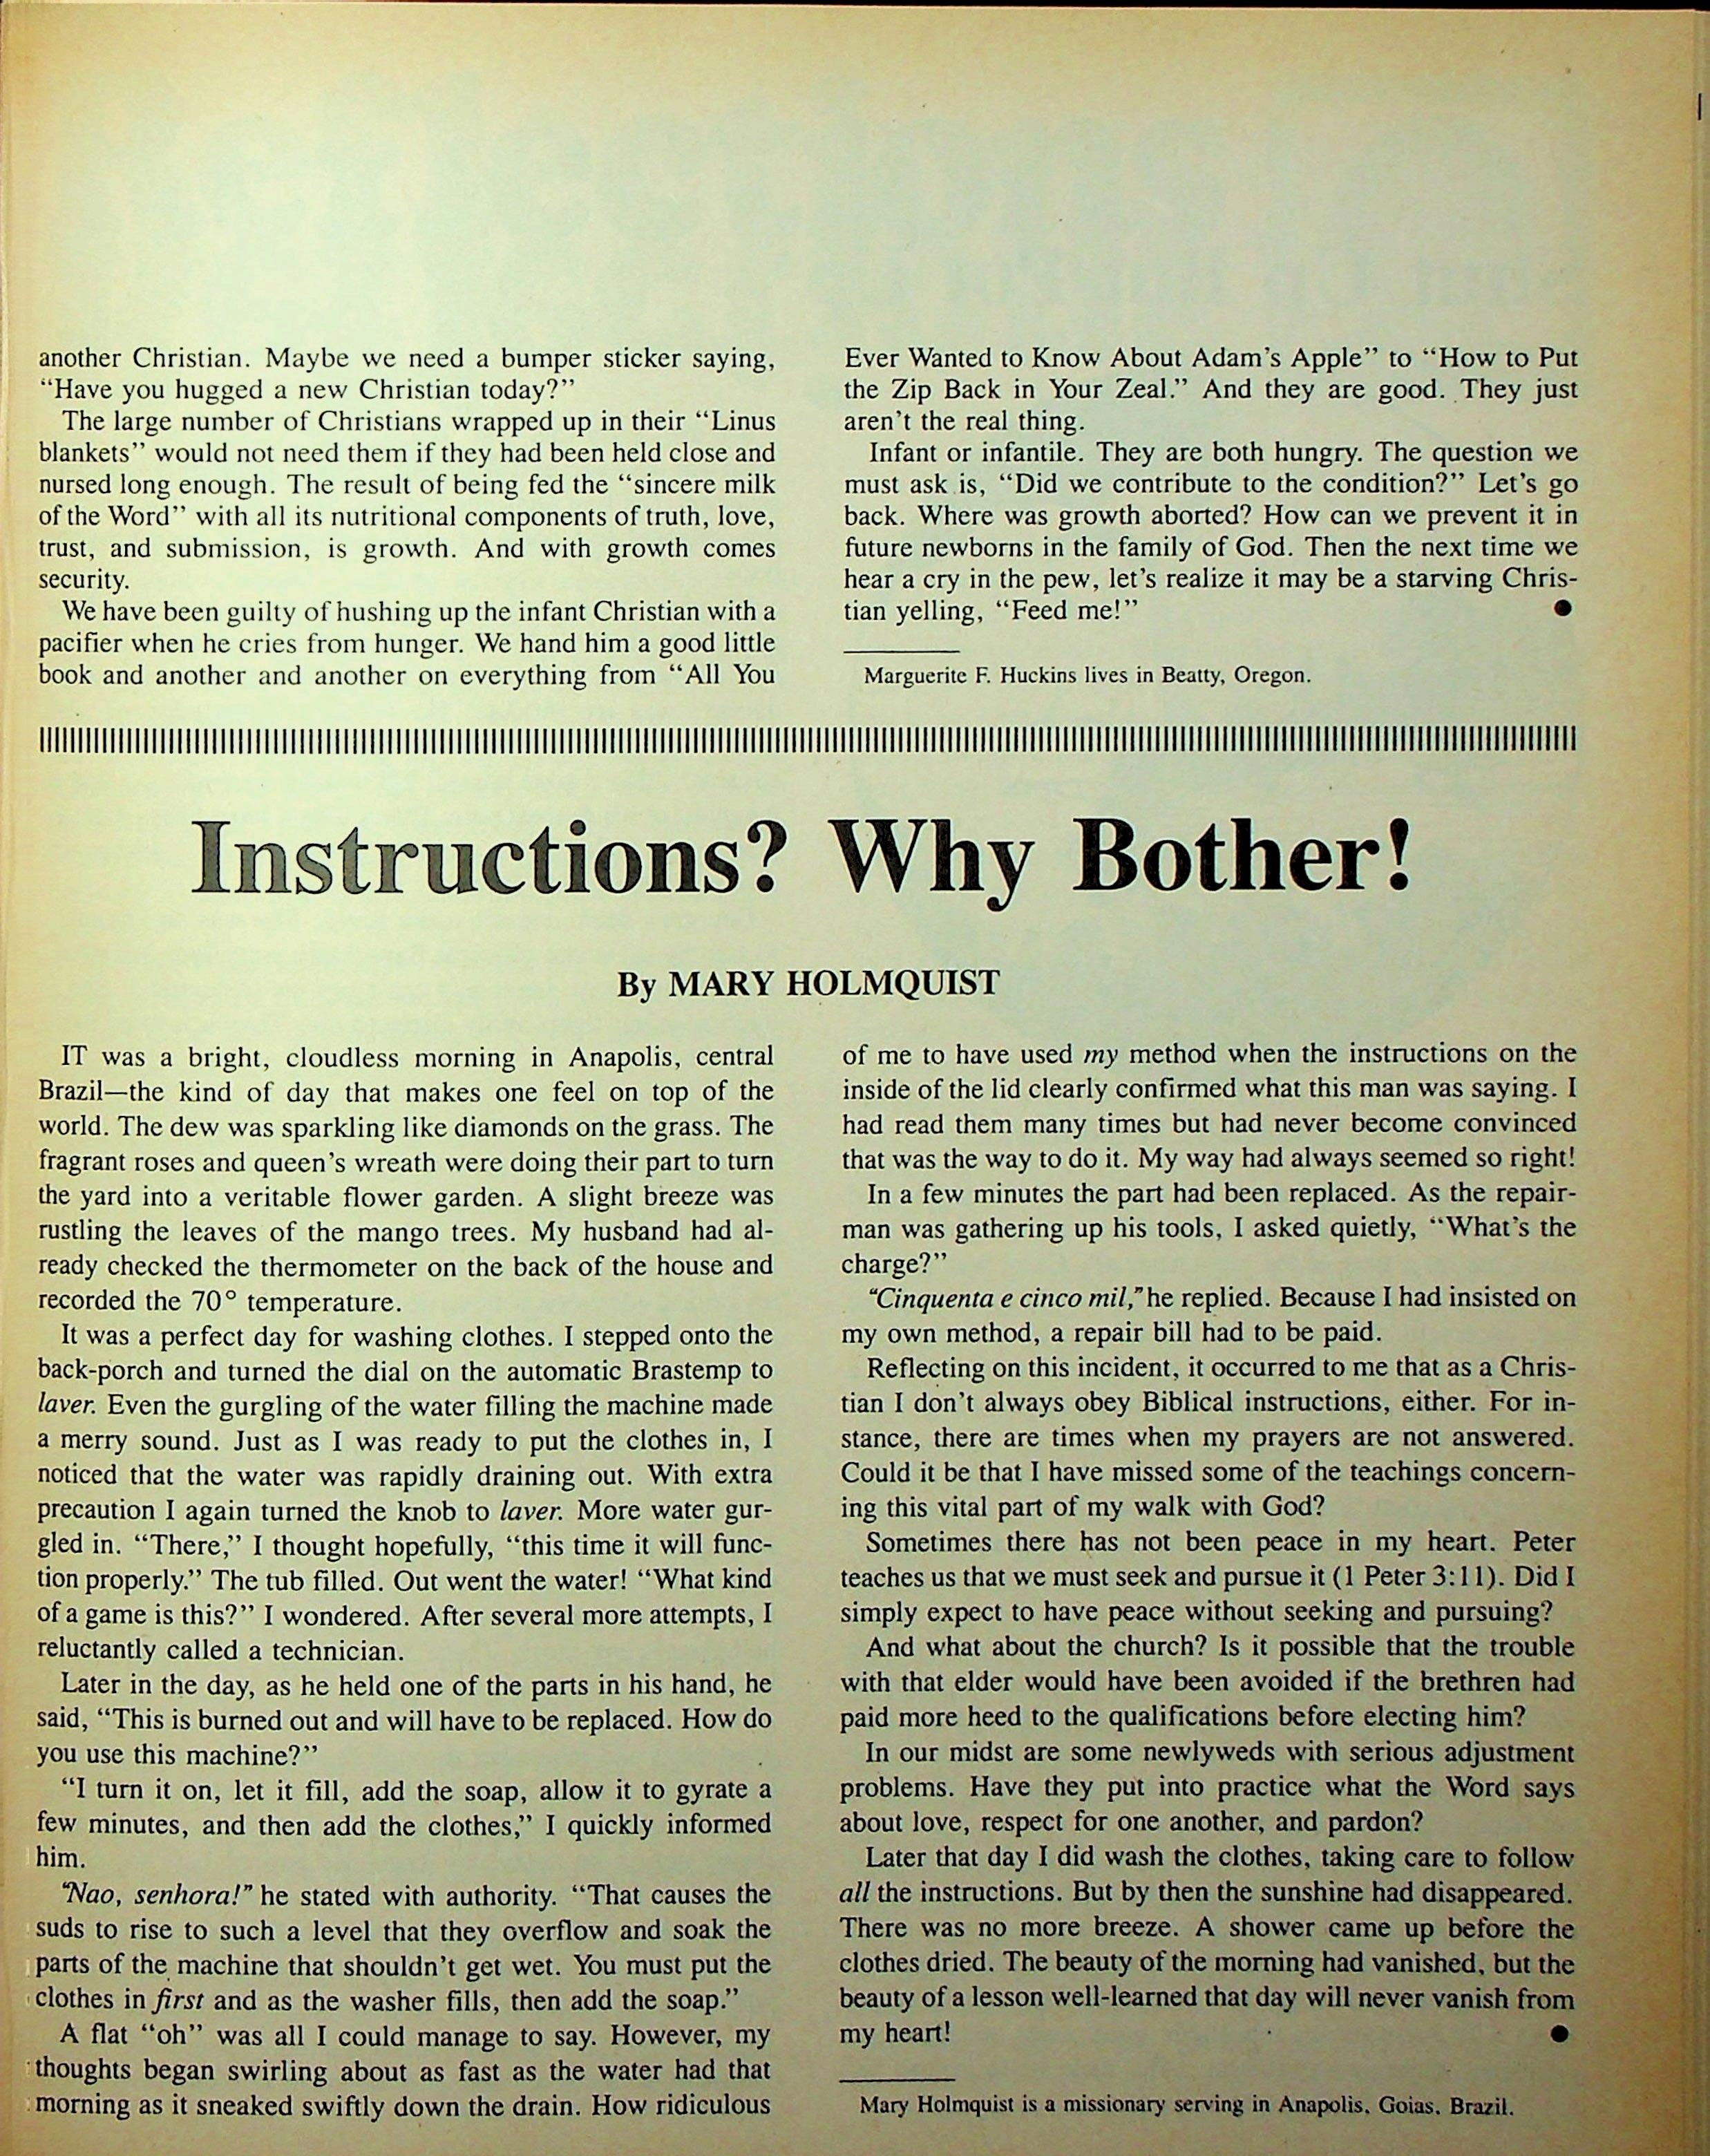 another Christian. Maybe we need a bumper sticker saying,
“Have you hugged a new Christian today?”
The large number of Christians wrapped up in their “Linus
blankets” would not need them if they had been held close and
nursed long enough. The result of being fed the “sincere milk
of the Word” with all its nutritional components of truth, love,
trust, and submission, is growth. And with growth comes
security.
We have been guilty of hushing up the infant Christian with a
pacifier when he cries from hunger. We hand him a good little
book and another and another on everything from “All You
Ever Wanted to Know About Adam’s Apple” to “How to Put
the Zip Back in Your Zeal.” And they are good. They just
aren’t the real thing.
Infant or infantile. They are both hungry. The question we
must ask is, “Did we contribute to the condition?” Let’s go
back. Where was growth aborted? How can we prevent it in
future newborns in the family of God. Then the next time we
hear a cry in the pew, let’s realize it may be a starving Chris-
tian yelling, “Feed me!” ●
Marguerite F. Huckins lives in Beatty, Oregon.
Instructions? Why Bother!
By MARY HOLMQUIST
IT was a bright, cloudless morning in Anapolis, central
Brazil—the kind of day that makes one feel on top of the
world. The dew was sparkling like diamonds on the grass. The
fragrant roses and queen’s wreath were doing their part to turn
the yard into a veritable flower garden. A slight breeze was
rustling the leaves of the mango trees. My husband had al-
ready checked the thermometer on the back of the house and
recorded the 70° temperature.
It was a perfect day for washing clothes. I stepped onto the
back-porch and turned the dial on the automatic Brastemp to
laver. Even the gurgling of the water filling the machine made
a merry sound. Just as I was ready to put the clothes in, I
noticed that the water was rapidly draining out. With extra
precaution I again turned the knob to laver. More water gur-
gled in. “There,” I thought hopefully, “this time it will func-
tion properly.” The tub filled. Out went the water! “What kind
of a game is this?” I wondered. After several more attempts, I
reluctantly called a technician.
Later in the day, as he held one of the parts in his hand, he
said, “This is burned out and will have to be replaced. How do
you use this machine?”
“I turn it on, let it fill, add the soap, allow it to gyrate a
few minutes, and then add the clothes,” I quickly informed
him.
“Nao, senhora!” he stated with authority. “That causes the
suds to rise to such a level that they overflow and soak the
parts of the machine that shouldn’t get wet. You must put the
clothes in first and as the washer fills, then add the soap.”
A flat “oh” was all I could manage to say. However, my
thoughts began swirling about as fast as the water had that
morning as it sneaked swiftly down the drain. How ridiculous
of me to have used my method when the instructions on the
inside of the lid clearly confirmed what this man was saying. I
had read them many times but had never become convinced
that was the way to do it. My way had always seemed so right!
In a few minutes the part had been replaced. As the repair-
man was gathering up his tools, I asked quietly, “What’s the
charge?”
“Cinquenta e cinco mil,” he replied. Because I had insisted on
my own method, a repair bill had to be paid.
Reflecting on this incident, it occurred to me that as a Chris-
tian I don’t always obey Biblical instructions, either. For in-
stance, there are times when my prayers are not answered.
Could it be that I have missed some of the teachings concern-
ing this vital part of my walk with God?
Sometimes there has not been peace in my heart. Peter
teaches us that we must seek and pursue it (1 Peter 3:11). Did I
simply expect to have peace without seeking and pursuing?
And what about the church? Is it possible that the trouble
with that elder would have been avoided if the brethren had
paid more heed to the qualifications before electing him?
In our midst are some newlyweds with serious adjustment
problems. Have they put into practice what the Word says
about love, respect for one another, and pardon?
Later that day I did wash the clothes, taking care to follow
all the instructions. But by then the sunshine had disappeared.
There was no more breeze. A shower came up before the
clothes dried. The beauty of the morning had vanished, but the
beauty of a lesson well-learned that day will never vanish from
my heart! ●
Mary Holmquist is a missionary serving in Anapolis, Goias, Brazil.